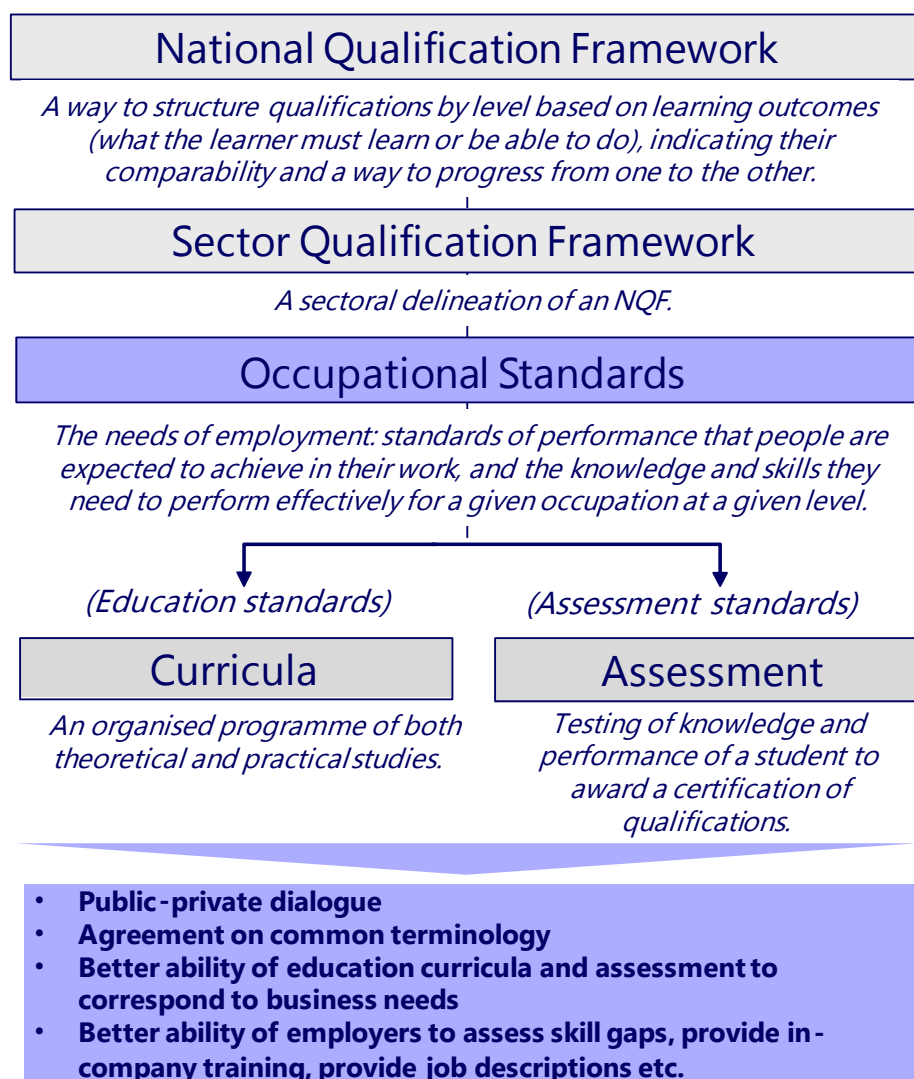 National Qualification Framework
A way to structure qualifications by level based on learning outcomes
(what the learner must learn or be able to do), indicating their
comparability and a way to progress from one to the other.
Sector Qualification Framework
A sectoral delineation of an NQF.
Occupational Standards
The needs of employment: standards of performance that people are
expected to achieve in their work, and the knowledge and skills they
need to perform effectively for a given occupation at a given level.
(Education standards)
(Assessment standards)
Curricula
Assessment
An organised programme of both
theoretical and practical studies.
Testing of knowledge and
performance of a student to
award a certification of
qualifications.
• Public-private dialogue
• Agreement on common terminology
• Better ability of education curricula and assessment to
correspond to business needs
• Better ability of employers to assess skill gaps, provide in-
company training, provide job descriptions etc.